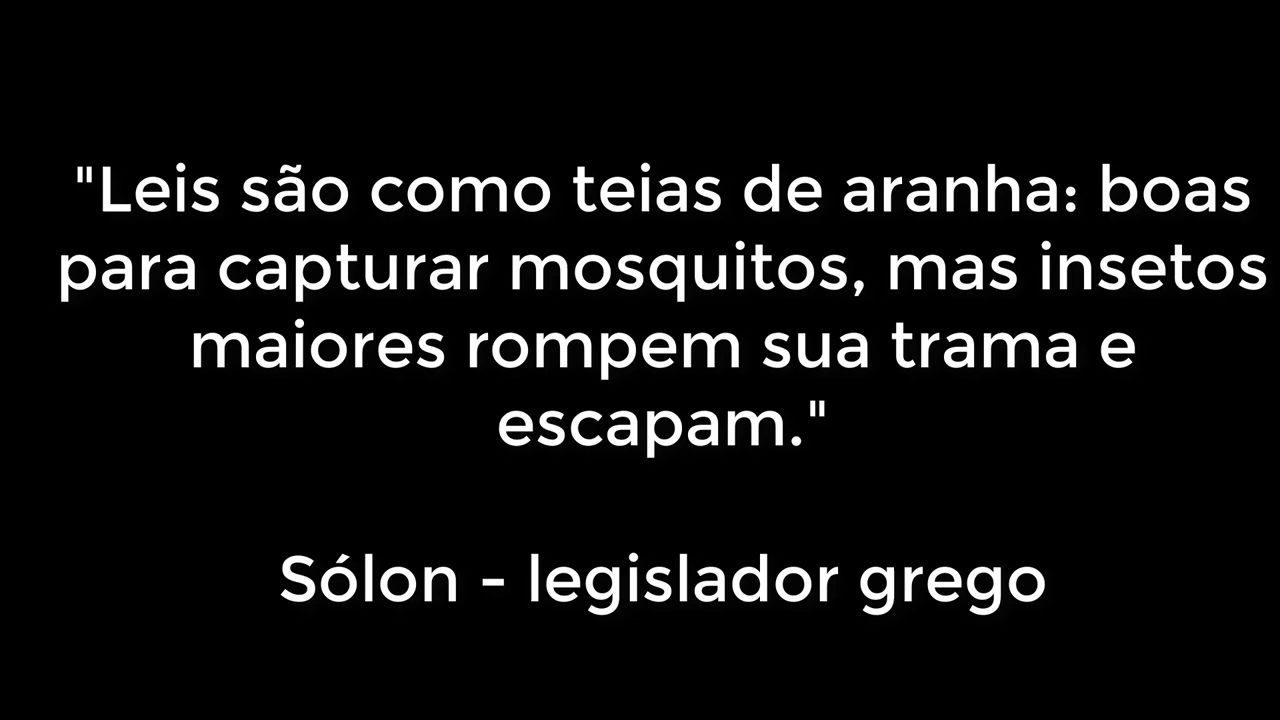 "Leis são como teias de aranha: boas
para capturar mosquitos, mas insetos
maiores rompem sua trama e
escapam."
Sólon - legislador grego